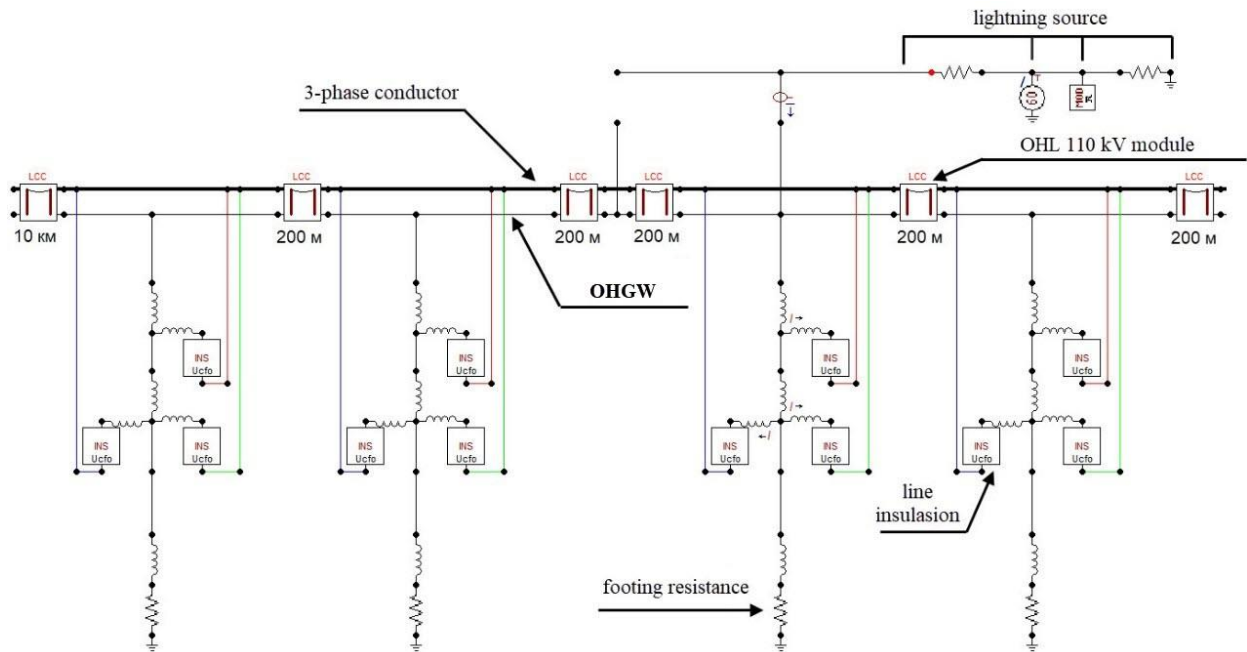 lightning source
3-phase conductor
60
MOD
R
OHL 110 kV module
LCC
LCC
LCC
LCC
LCC
LCC
10 км
200 м
200 м
200 м
200 м
200 м
OHGW
INS
Ucfo
INS
Ucfo
INS
Ucfo
INS
Ucfo
INS
Ucfo
INS
Ucfo
INS
Ucfo
INS
Ucfo
INS
Ucfo
INS
Ucfo
INS
Ucfo
INS
Ucfo
I
I
I
I
line
insulasion
footing resistance